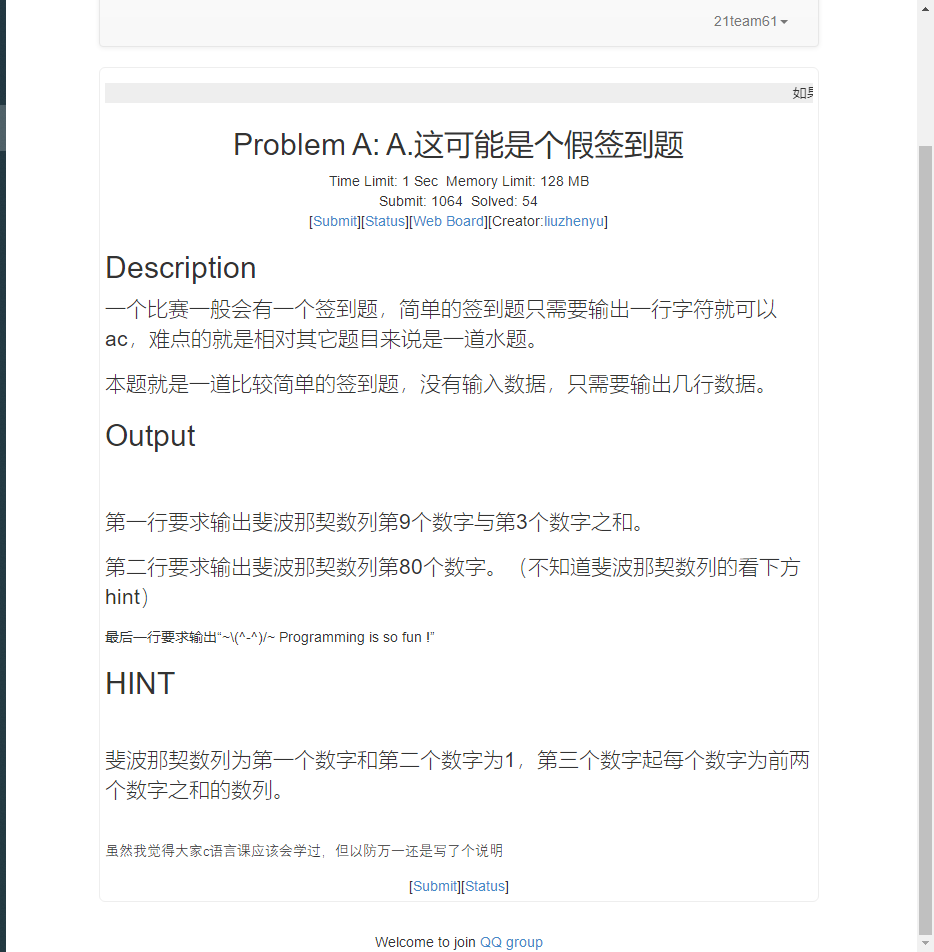 21team61
如果
Problem A: A.这可能是个假签到题
Time Limit: 1 Sec  Memory Limit: 128 MB
Submit: 1064  Solved: 54
[Submit][Status][Web Board][Creator:liuzhenyu]
Description
一个比赛一般会有一个签到题，简单的签到题只需要输出一行字符就可以
ac，难点的就是相对其它题目来说是一道水题。
本题就是一道比较简单的签到题，没有输入数据，只需要输出几行数据。
Output
第一行要求输出斐波那契数列第9个数字与第3个数字之和。
第二行要求输出斐波那契数列第80个数字。（不知道斐波那契数列的看下方
hint）
最后一行要求输出“~\(^-^)/~ Programming is so fun !”
HINT
斐波那契数列为第一个数字和第二个数字为1，第三个数字起每个数字为前两
个数字之和的数列。
虽然我觉得大家c语言课应该会学过，但以防万一还是写了个说明
[Submit][Status]
Welcome to join QQ group